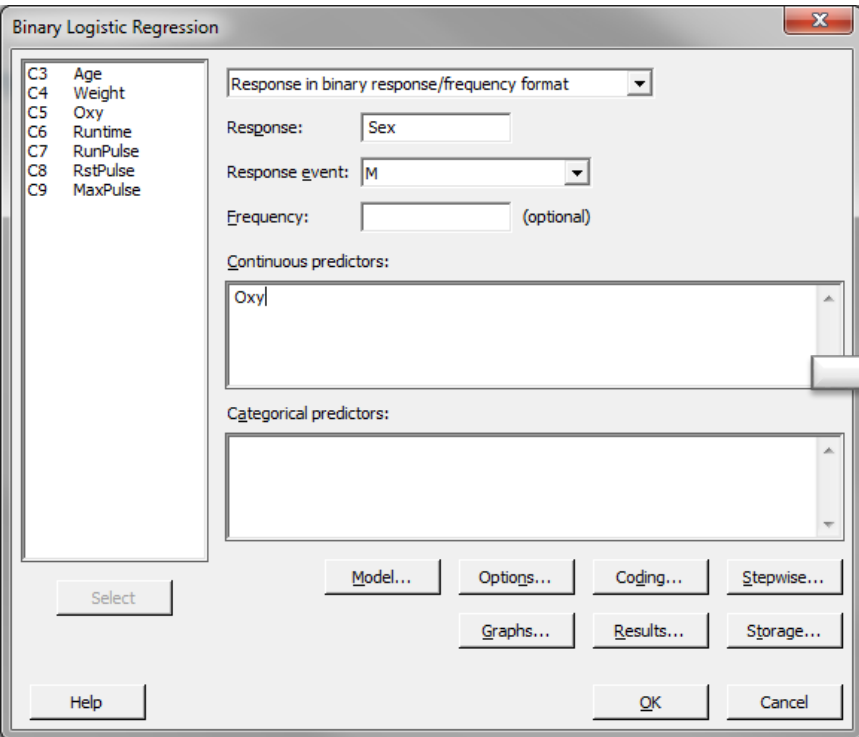 Binary Logistic Regression
C3 Age
C4 Weight
C5 Oxy
C6 Runtime
C7 RunPulse
C8 RstPulse
C9 MaxPulse
Response in binary response/frequency format
Response: Sex
Response event: M
Frequency: (optional)
Continuous predictors:
Oxy
Categorical predictors:
Model... Options... Coding... Stepwise...
Select
Graphs... Results... Storage...
Help OK Cancel